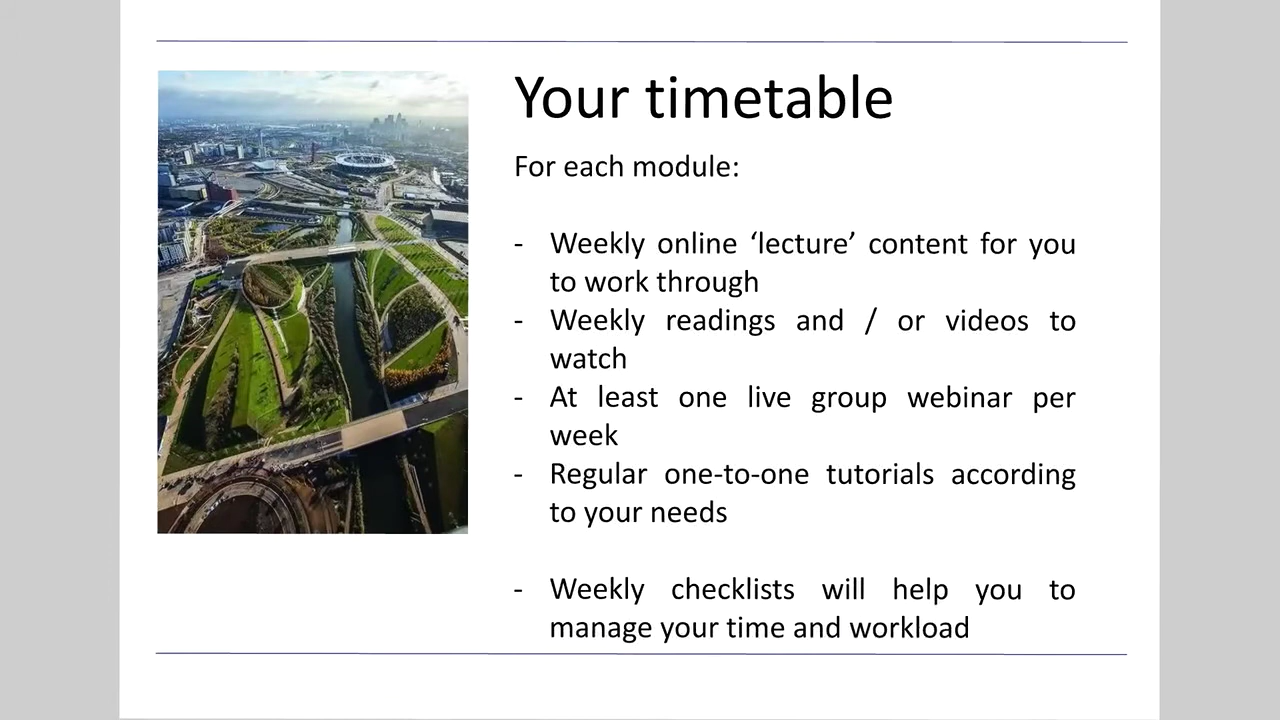 Your timetable
For each module:
- Weekly online ‘lecture’ content for you
to work through
- Weekly readings and / or videos to
watch
- At least one live group webinar per
week
- Regular one-to-one tutorials according
to your needs
- Weekly checklists will help you to
manage your time and workload